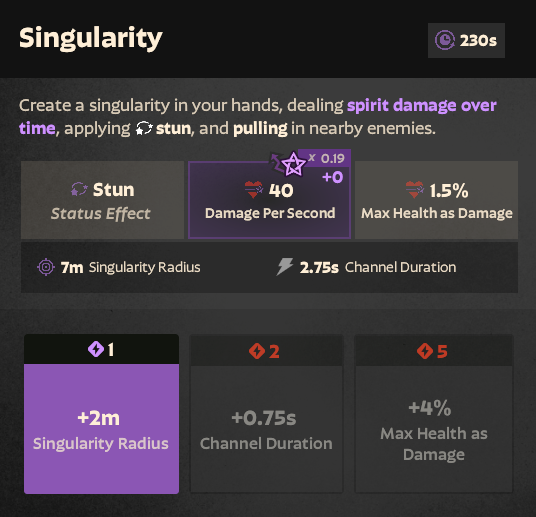 Singularity
230s
Create a singularity in your hands, dealing spirit damage over
time, applying stun, and pulling in nearby enemies.
x 0.19
+0
Stun
Status Effect
40
Damage Per Second
1.5%
Max Health as Damage
7m Singularity Radius
2.75s Channel Duration
1
+2m
Singularity Radius
2
+0.75s
Channel Duration
5
+4%
Max Health as
Damage